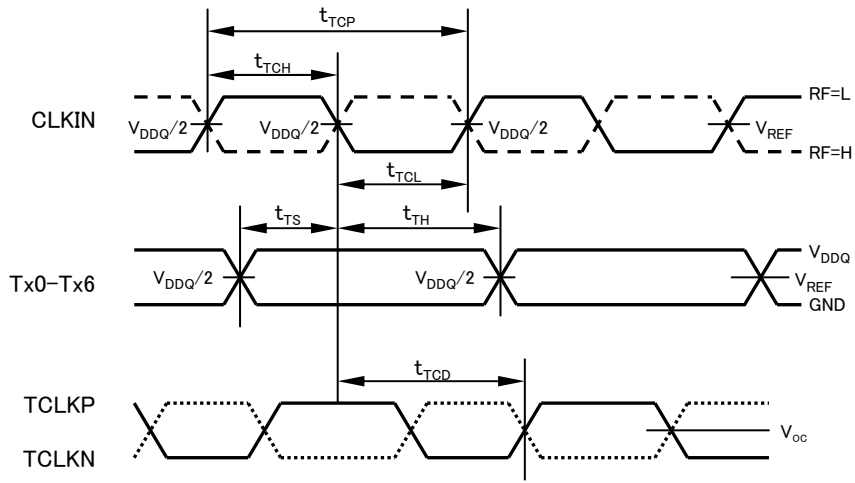 tTCP
tTCH
CLKIN
VDDQ/2
VDDQ/2
VDDQ/2
RF=L
VREF
RF=H
tTCL
tTS
tTH
Tx0-Tx6
VDDQ/2
VDDQ/2
VDDQ
VREF
GND
tTCD
TCLKP
TCLKN
Voc